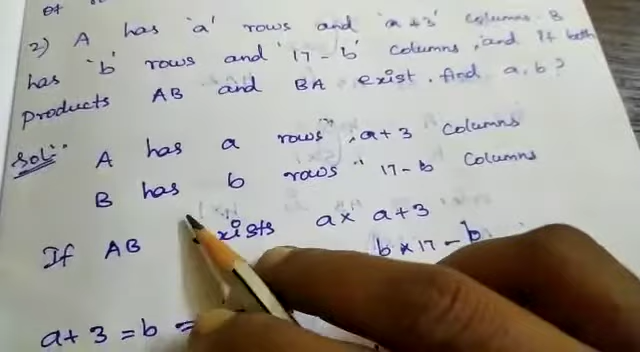 of
2) A has 'a' rows and 'a+3' columns. B
has 'b' rows and '17-b' columns, and If both
products AB and BA exist, find a, b?
Sol:- A has a rows, a+3 columns
B has b rows, 17-b columns
If AB exists a x a+3
b x 17-b
a+3 = b =